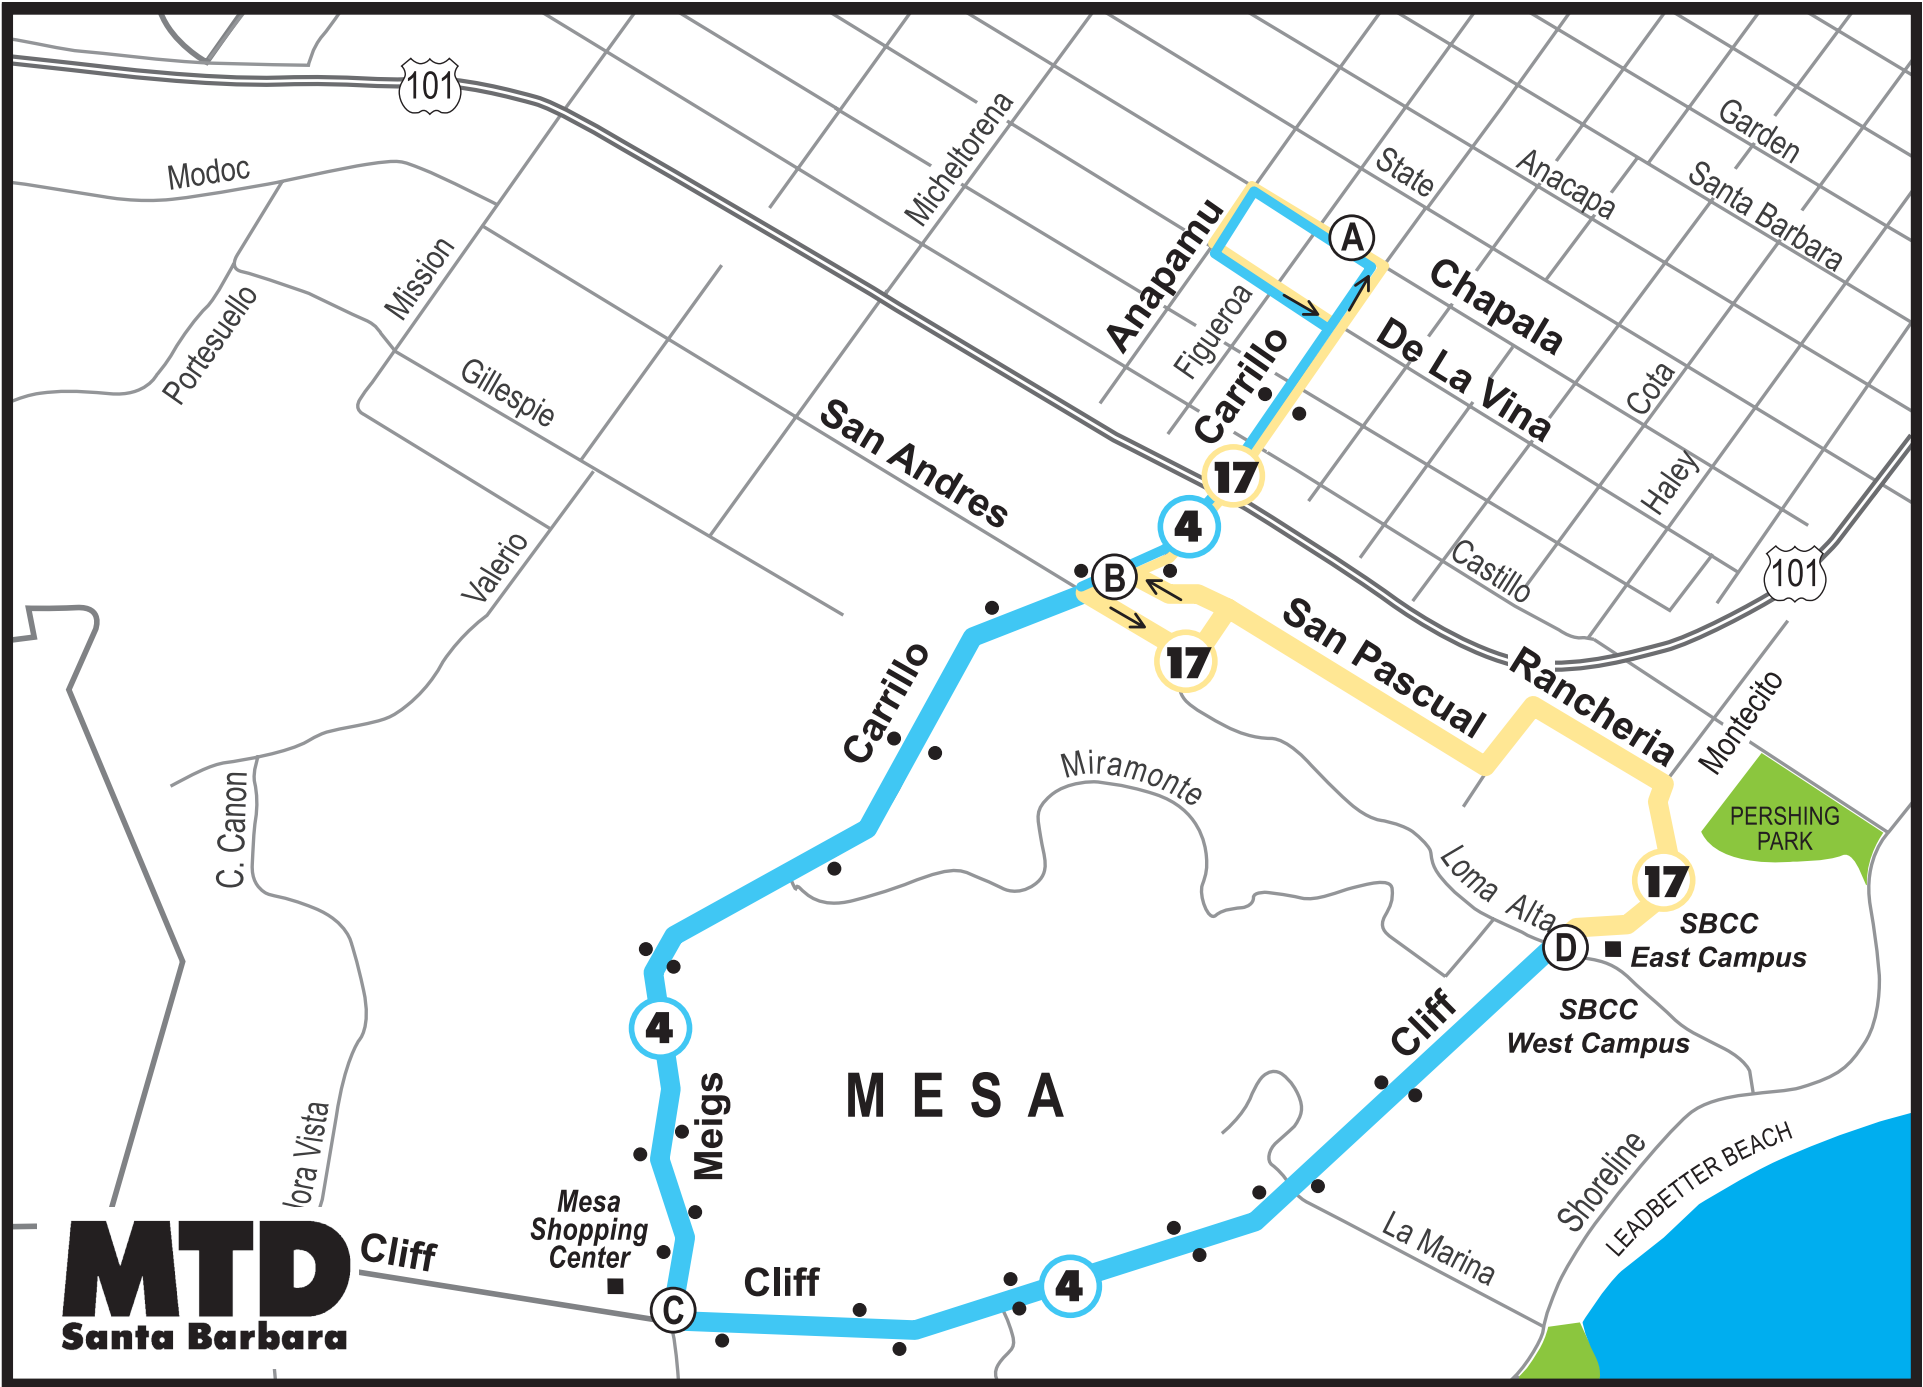 101
Modoc
Micheltorena
Garden
State
Anacapa
Santa Barbara
Mission
Portesuello
Anapamu
A
Figueroa
Chapala
Carrillo
De La Vina
Cota
Gillespie
San Andres
Haley
17
4
Castillo
101
Valerio
B
17
San Pascual
Rancheria
Montecito
Carrillo
Miramonte
C. Canon
PERSHING
PARK
Loma Alta
17
SBCC
East Campus
D
SBCC
West Campus
Cliff
4
MESA
Meigs
lora Vista
Shoreline
LEADBETTER BEACH
Mesa
Shopping
Center
La Marina
Cliff
Cliff
4
C
MTD
Santa Barbara